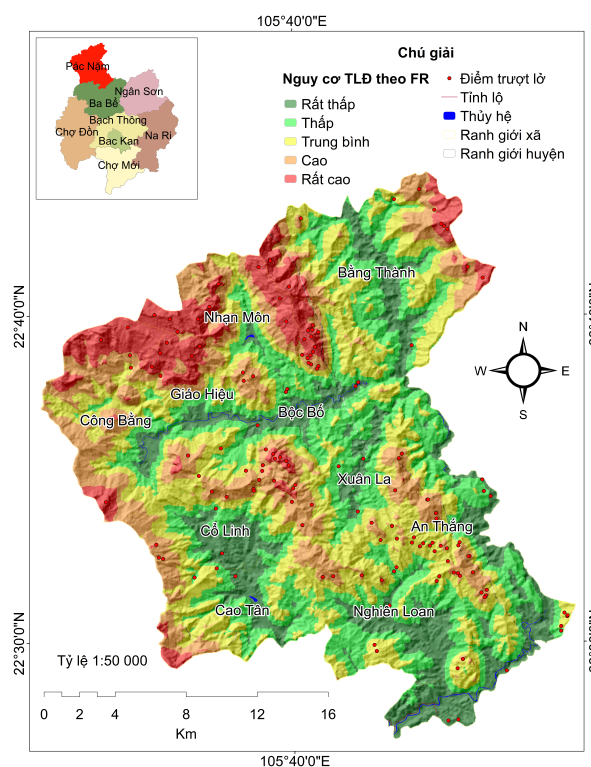 105°40'0"E
Pác Nặm
Ngân Sơn
Ba Bể
Bạch Thông
Chợ Đồn
Na Rì
Bac Kan
Chợ Mới
Chú giải
Nguy cơ TLĐ theo FR
Rất thấp
Thấp
Trung bình
Cao
Rất cao
Điểm trượt lở
Tỉnh lộ
Thủy hệ
Ranh giới xã
Ranh giới huyện
Bằng Thành
22°40'0"N
Nhạn Môn
N
W
E
S
Giáo Hiệu
Bộc Bố
Công Bằng
Xuân La
An Thắng
Cổ Linh
Cao Tân
Nghiên Loan
22°30'0"N
Tỷ lệ 1:50 000
0 2 4 8 12 16
Km
105°40'0"E